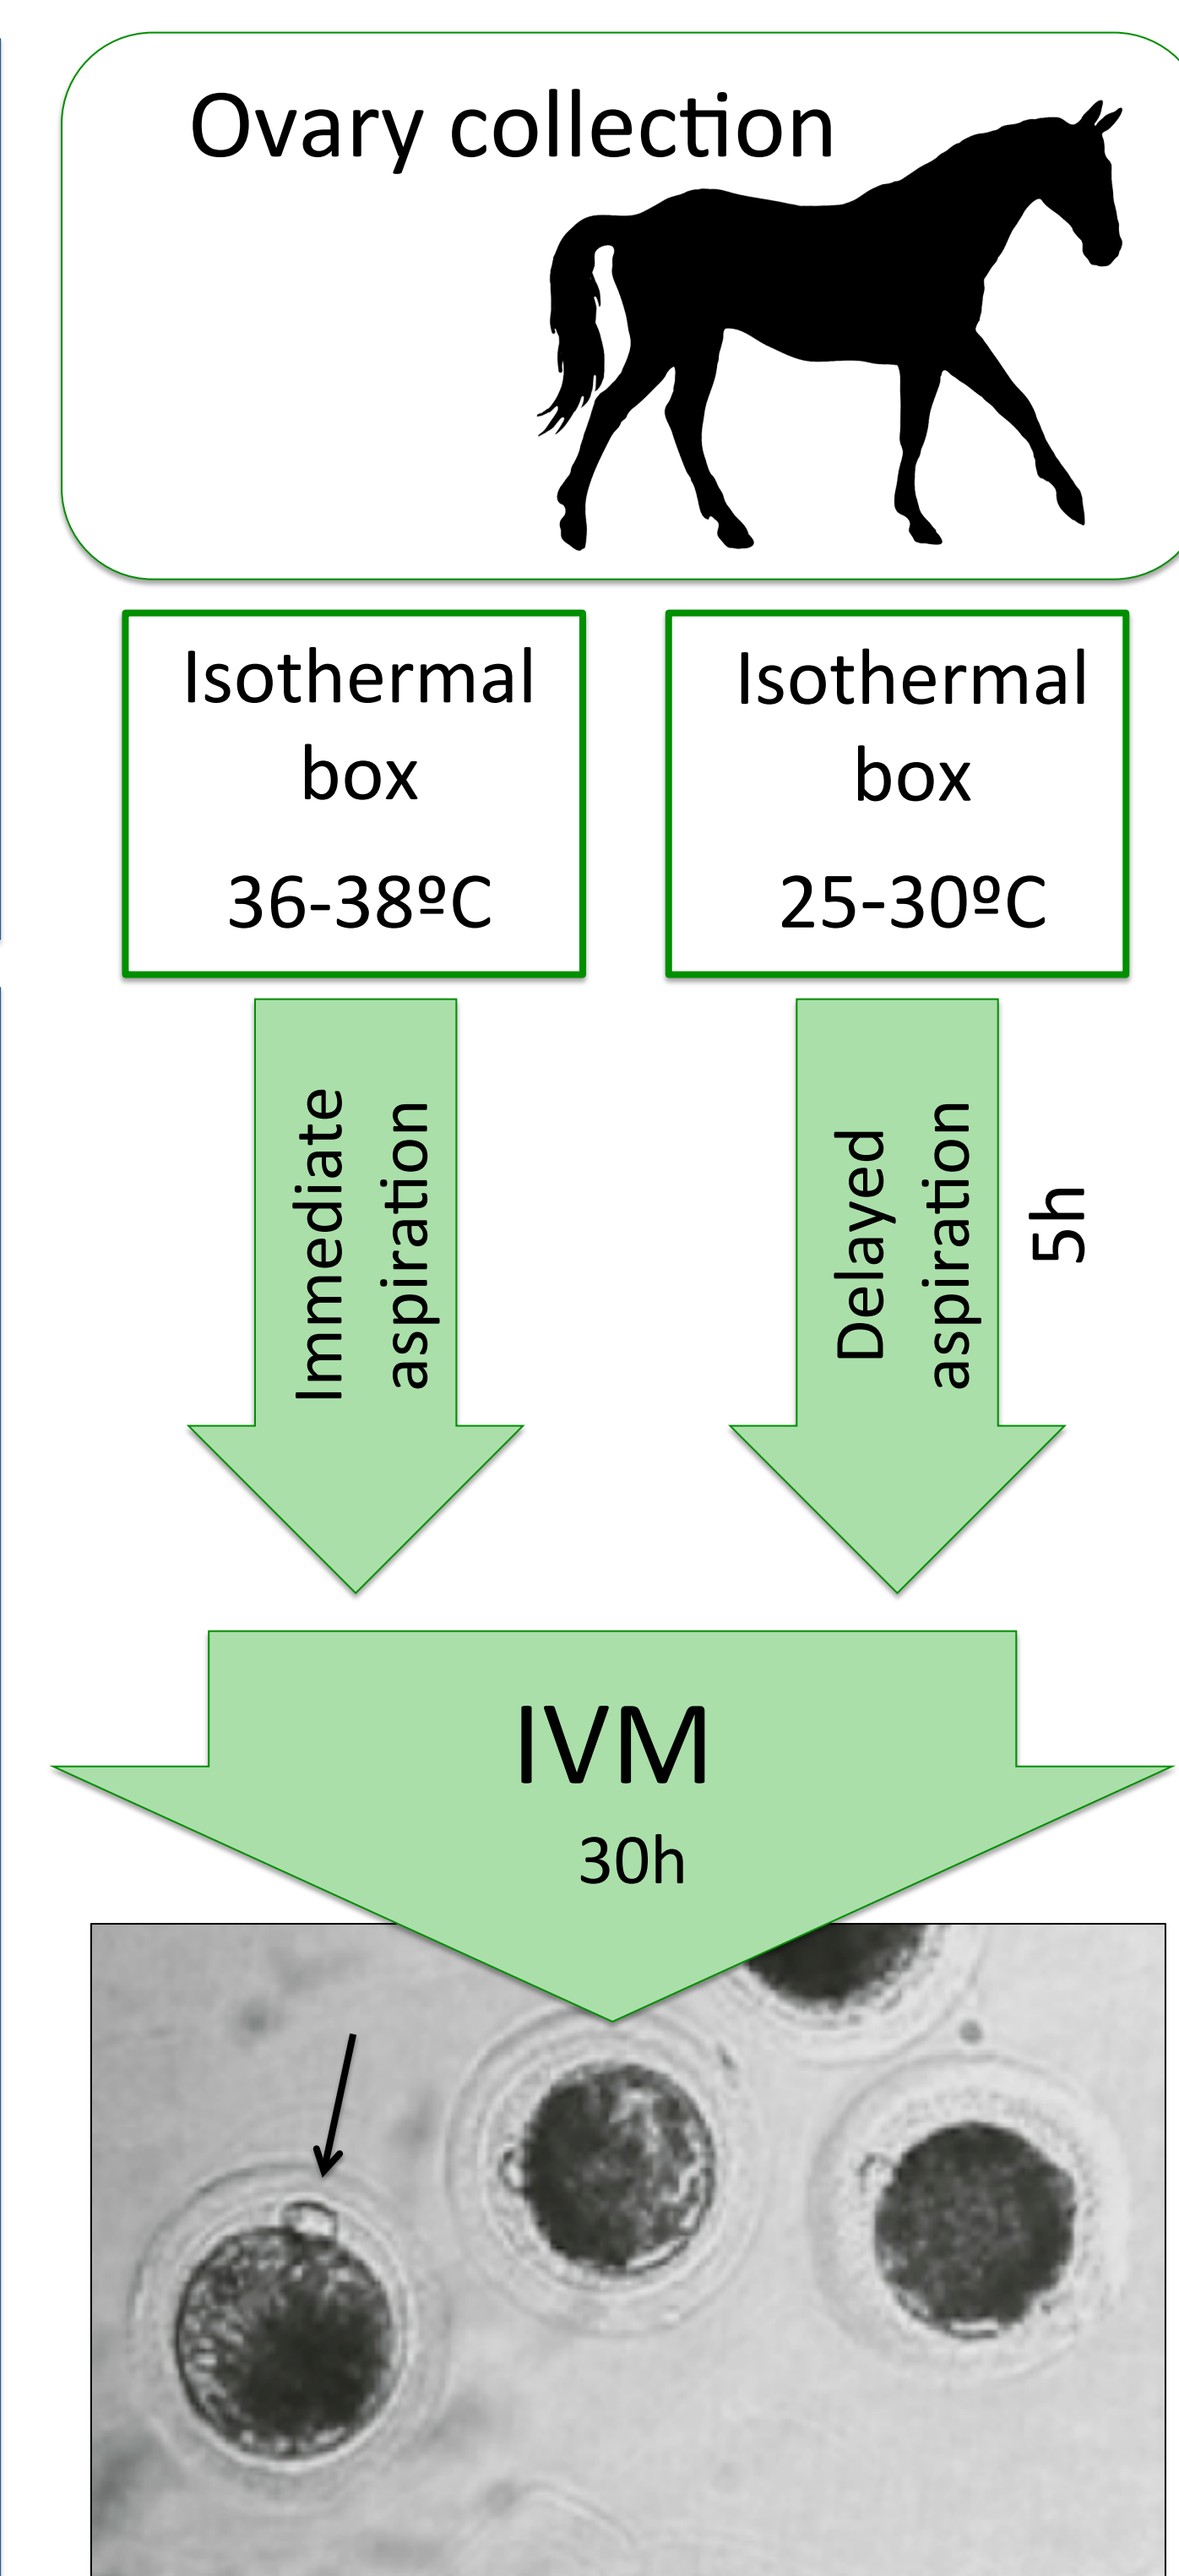 Ovary collection
Isothermal
box
36-38ºC
Isothermal
box
25-30ºC
Immediate
aspiration
Delayed
aspiration
5h
IVM
30h